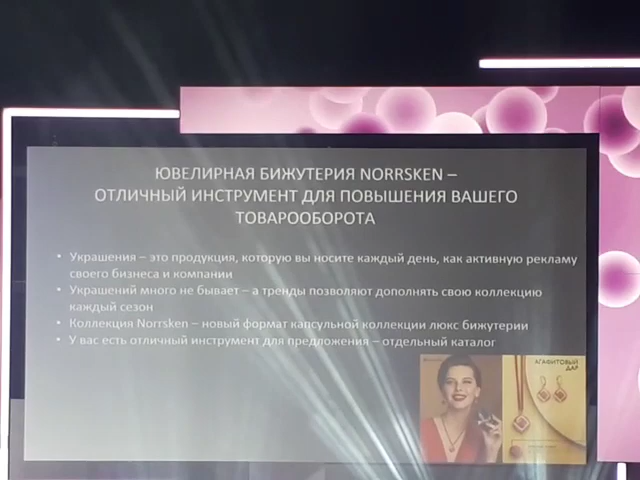 ЮВЕЛИРНАЯ БИЖУТЕРИЯ NORRSKEN –
ОТЛИЧНЫЙ ИНСТРУМЕНТ ДЛЯ ПОВЫШЕНИЯ ВАШЕГО
ТОВАРООБОРОТА
• Украшения – это продукция, которую вы носите каждый день, как активную рекламу
своего бизнеса и компании
• Украшений много не бывает – а тренды позволяют дополнять свою коллекцию
каждый сезон
• Коллекция Norrsken – новый формат капсульной коллекции люкс бижутерии
• У вас есть отличный инструмент для предложения – отдельный каталог
АГАФИТОВЫЙ
ДАР